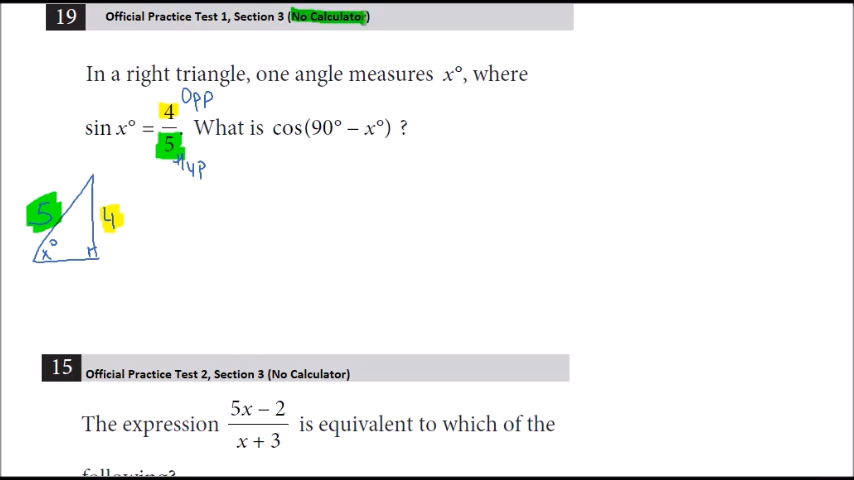 19 Official Practice Test 1, Section 3 (No Calculator)
In a right triangle, one angle measures x°, where
Opp
sin x° = 4/5. What is cos(90° − x°) ?
Hyp
5
4
x°
15 Official Practice Test 2, Section 3 (No Calculator)
The expression (5x − 2)/(x + 3) is equivalent to which of the
following?